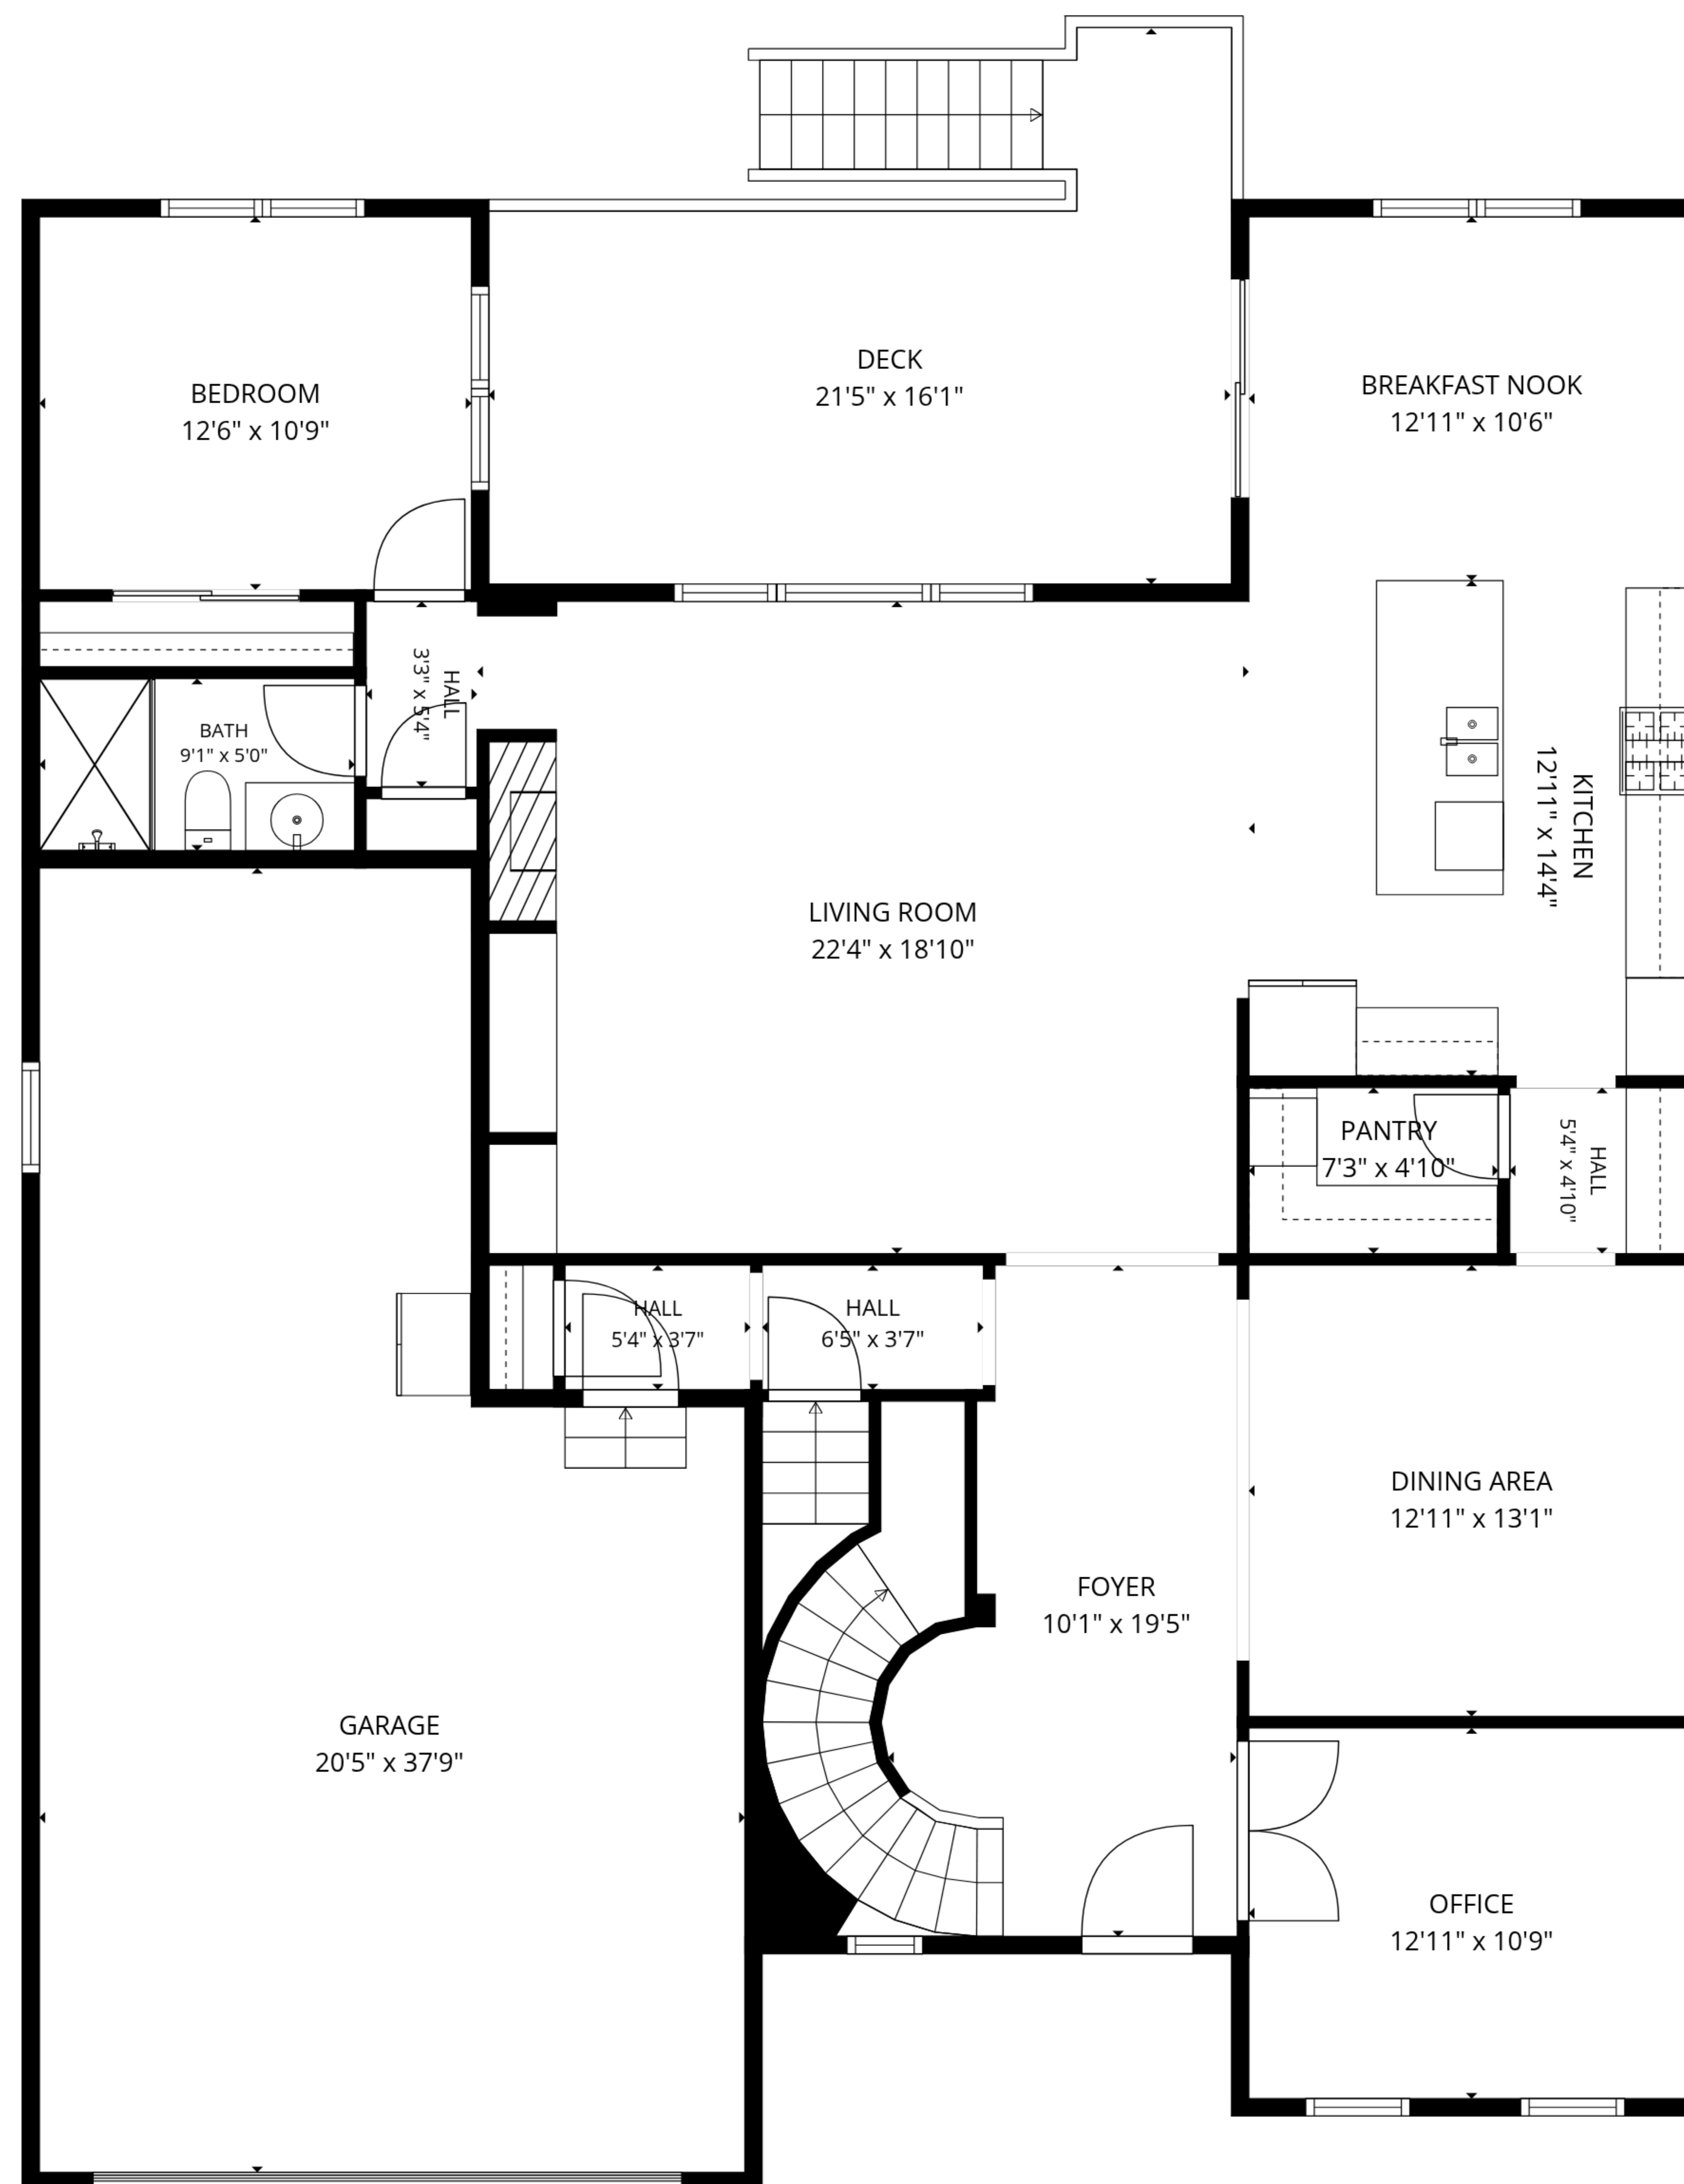 DECK
21'5" x 16'1"
BEDROOM
12'6" x 10'9"
BREAKFAST NOOK
12'11" x 10'6"
HALL
3'3" x 5'4"
BATH
9'1" x 5'0"
KITCHEN
12'11" x 14'4"
LIVING ROOM
22'4" x 18'10"
PANTRY
7'3" x 4'10"
HALL
5'4" x 4'10"
HALL
5'4" x 3'7"
HALL
6'5" x 3'7"
DINING AREA
12'11" x 13'1"
FOYER
10'1" x 19'5"
GARAGE
20'5" x 37'9"
OFFICE
12'11" x 10'9"